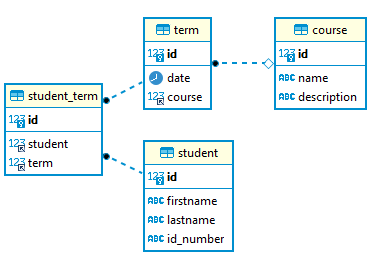 term
123 id
date
123 course
course
123 id
ABC name
ABC description
student_term
123 id
123 student
123 term
student
123 id
ABC firstname
ABC lastname
ABC id_number